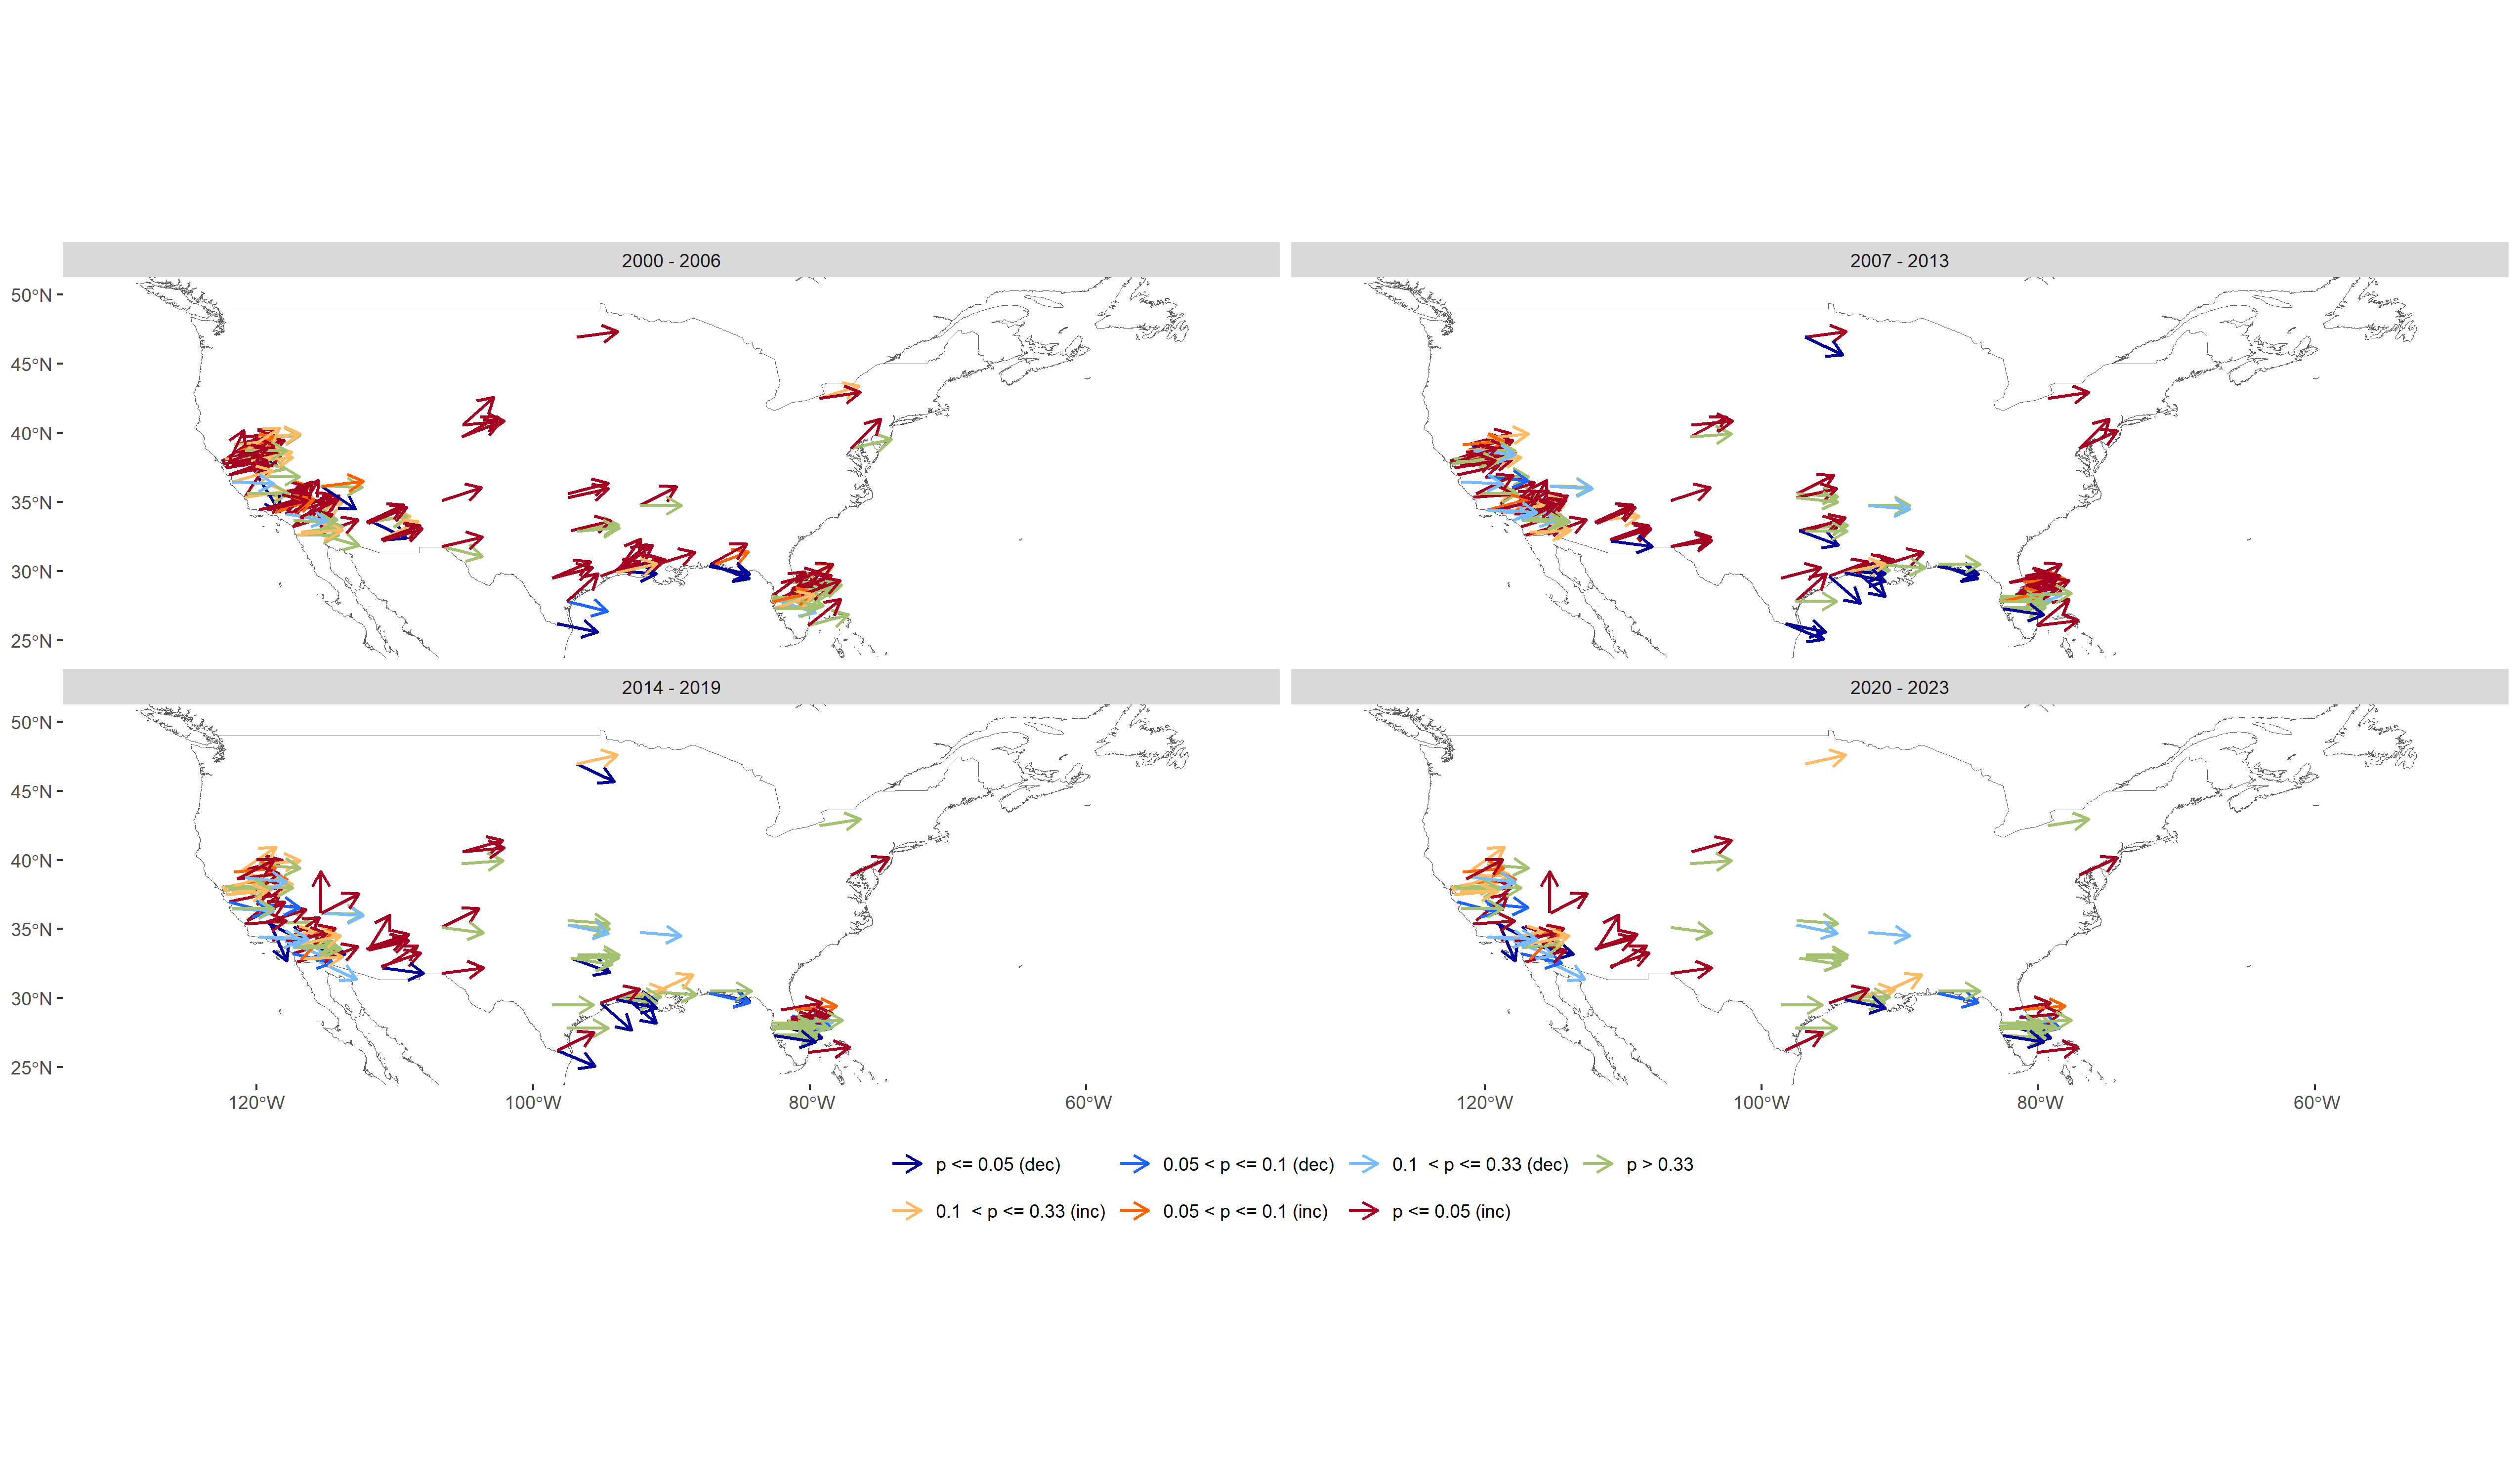 2000 - 2006
2007 - 2013
50°N
45°N
40°N
35°N
30°N
25°N
2014 - 2019
2020 - 2023
50°N
45°N
40°N
35°N
30°N
25°N
120°W 100°W 80°W 60°W
120°W 100°W 80°W 60°W
p <= 0.05 (dec) 0.05 < p <= 0.1 (dec) 0.1 < p <= 0.33 (dec) p > 0.33
0.1 < p <= 0.33 (inc) 0.05 < p <= 0.1 (inc) p <= 0.05 (inc)